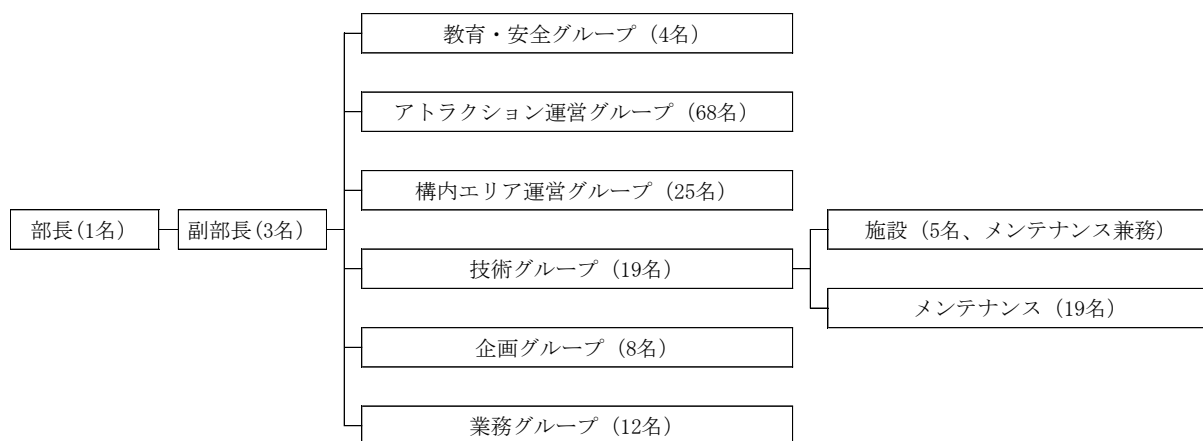 教育・安全グループ（4名）
アトラクション運営グループ（68名）
構内エリア運営グループ（25名）
部長(1名)
副部長(3名)
技術グループ（19名）
施設（5名、メンテナンス兼務）
メンテナンス（19名）
企画グループ（8名）
業務グループ（12名）